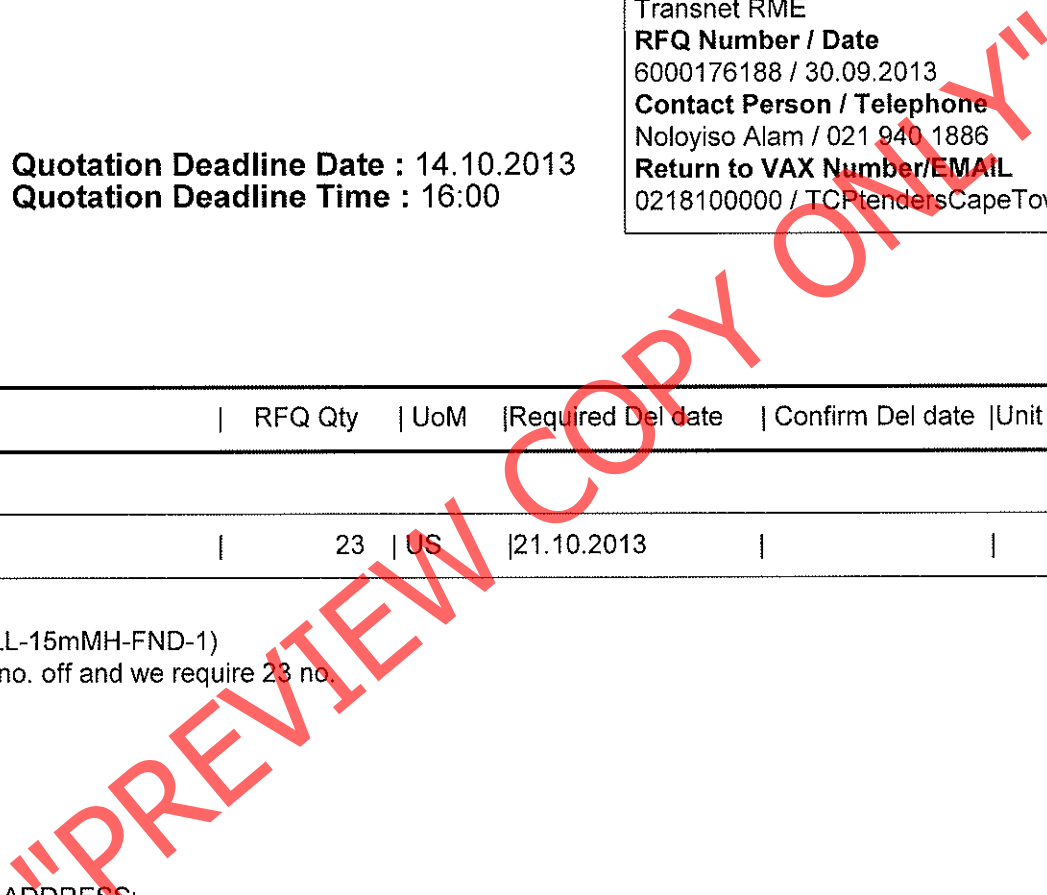 Transnet RME
RFQ Number / Date
6000176188 / 30.09.2013
Contact Person / Telephone
Noloyiso Alam / 021 940 1886
Quotation Deadline Date : 14.10.2013
Return to VAX Number/EMAIL
Quotation Deadline Time : 16:00
0218100000 / TCPtendersCapeTov
| RFQ Qty | UoM |Required Del date | Confirm Del date |Unit
| 23 | US |21.10.2013 | |
LL-15mMH-FND-1)
no. off and we require 23 no.
ADDRESS:
"PREVIEW COPY ONLY"